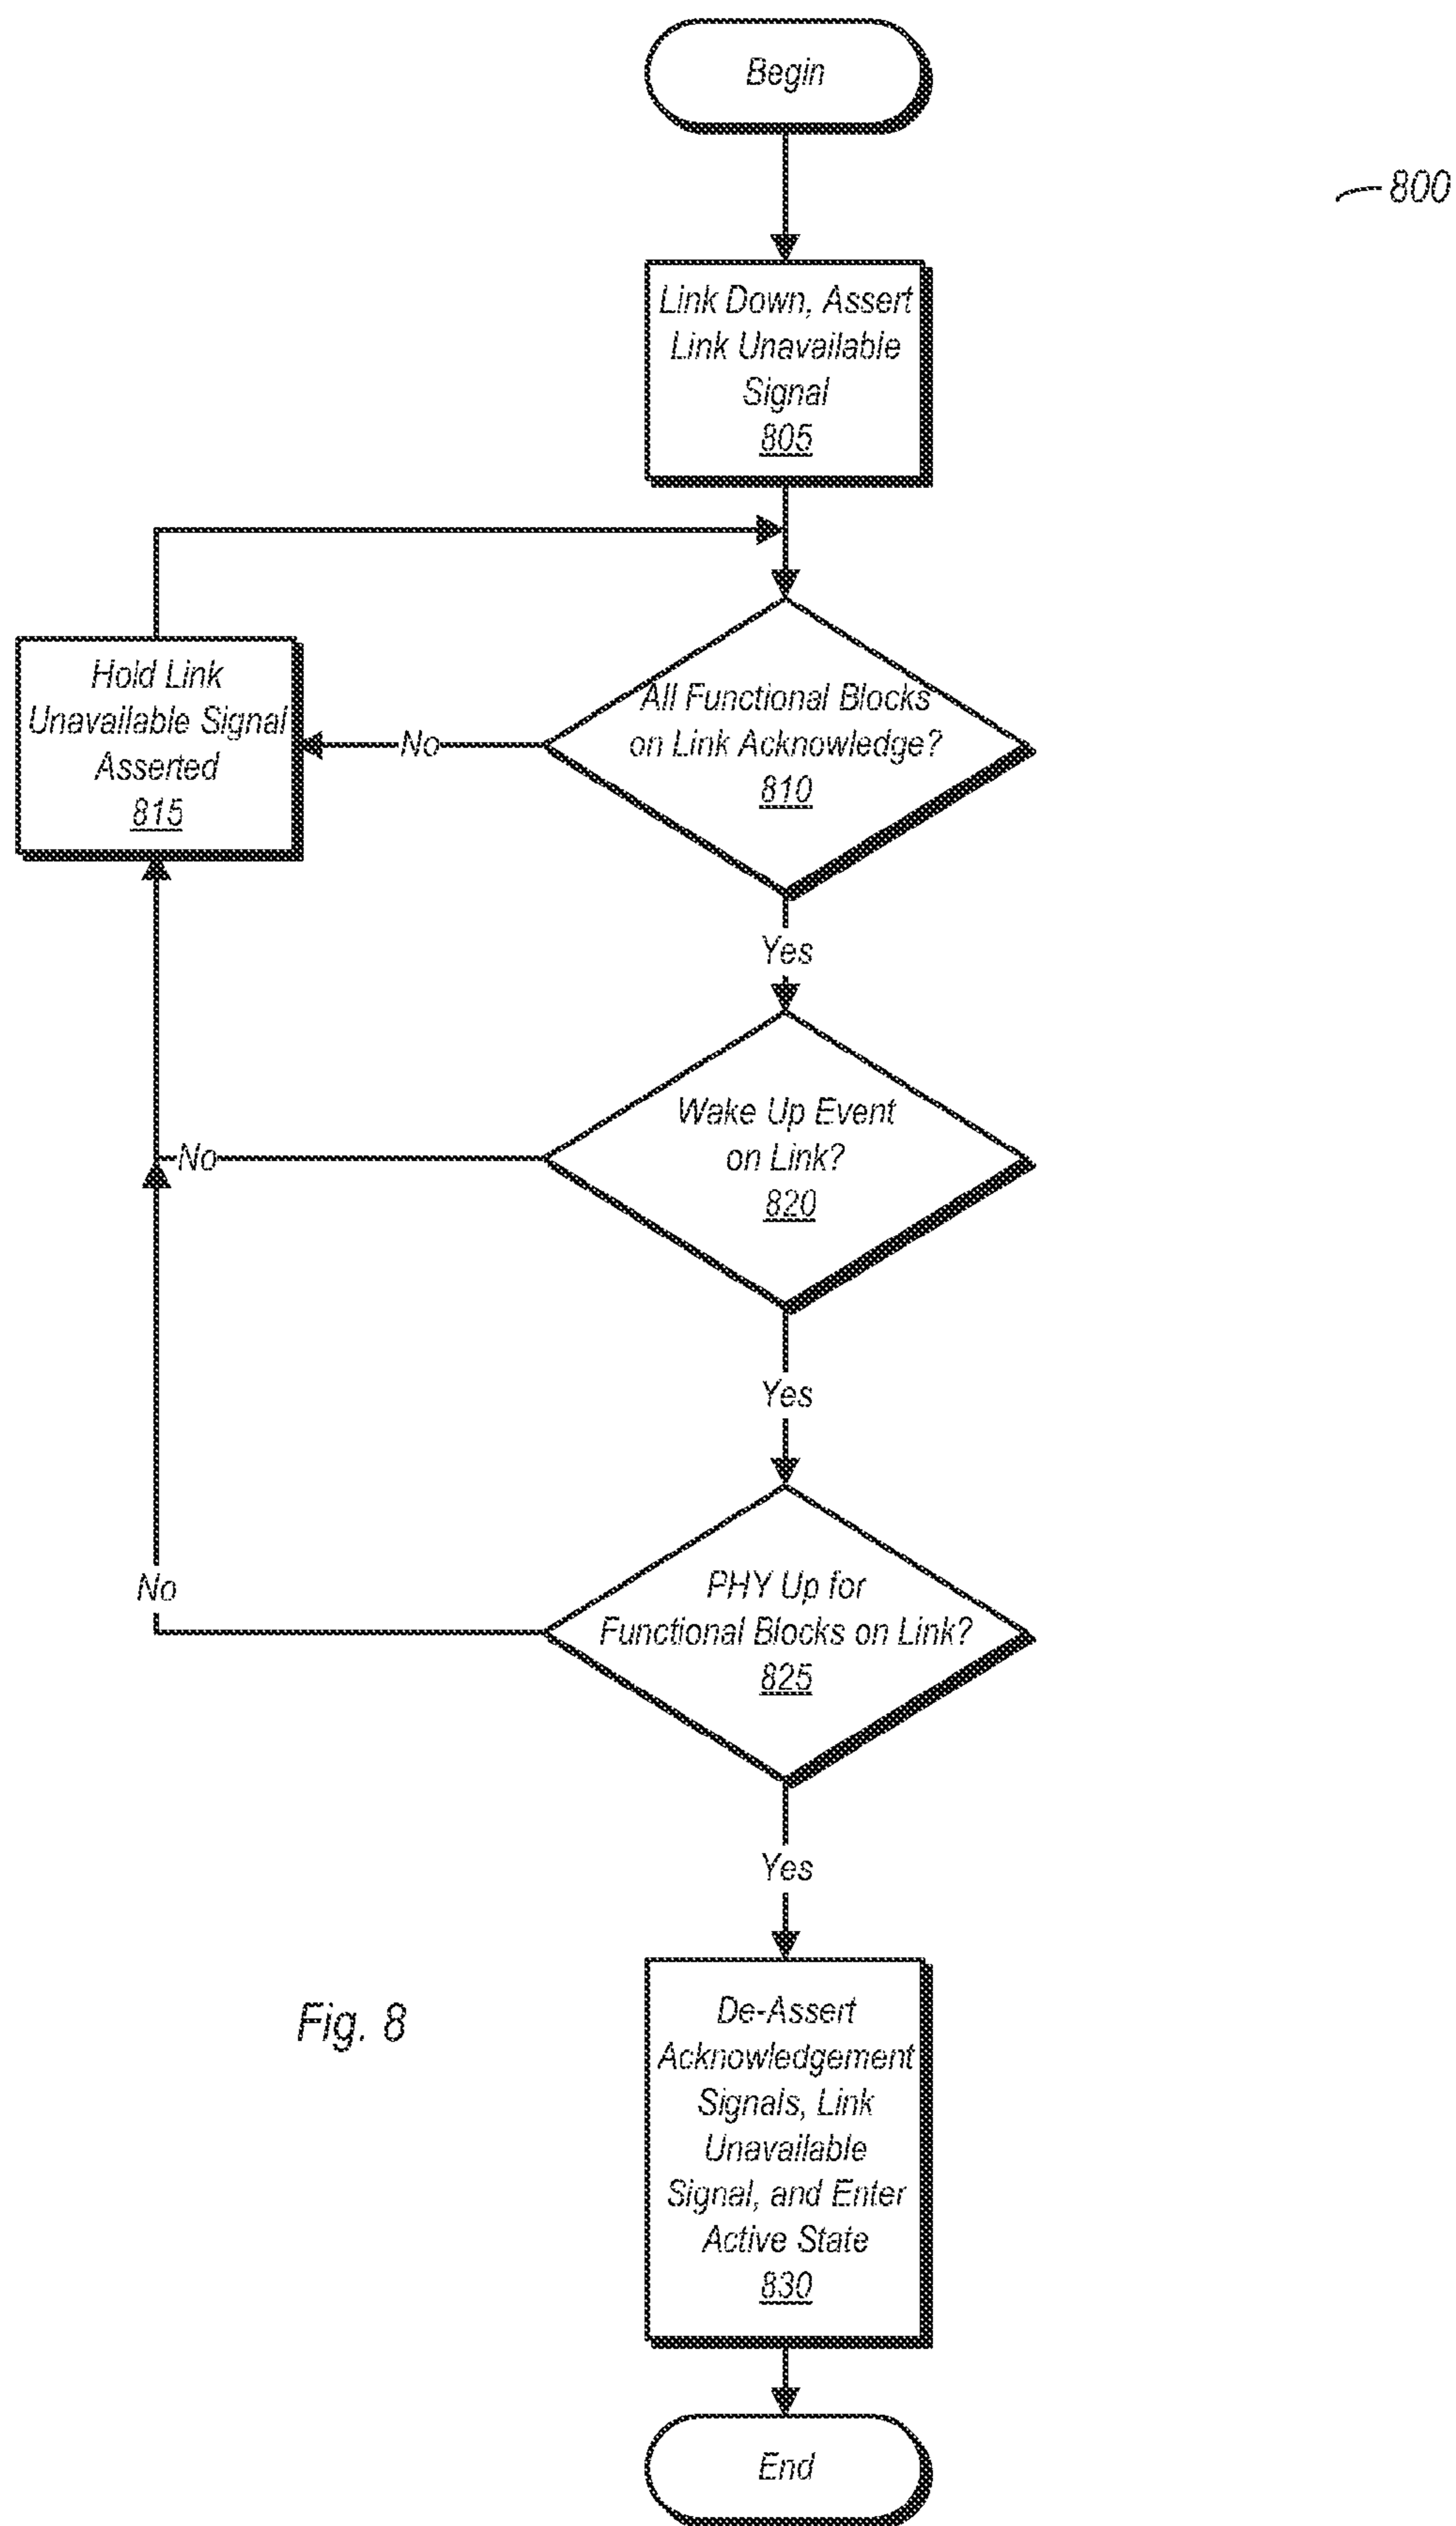 Begin
800
Link Down, Assert
Link Unavailable
Signal
805
Hold Link
Unavailable Signal
Asserted
815
No
All Functional Blocks
on Link Acknowledge?
810
Yes
Wake Up Event
on Link?
820
No
Yes
PHY Up for
Functional Blocks on Link?
825
No
Yes
De-Assert
Acknowledgement
Signals, Link
Unavailable
Signal, and Enter
Active State
830
Fig. 8
End